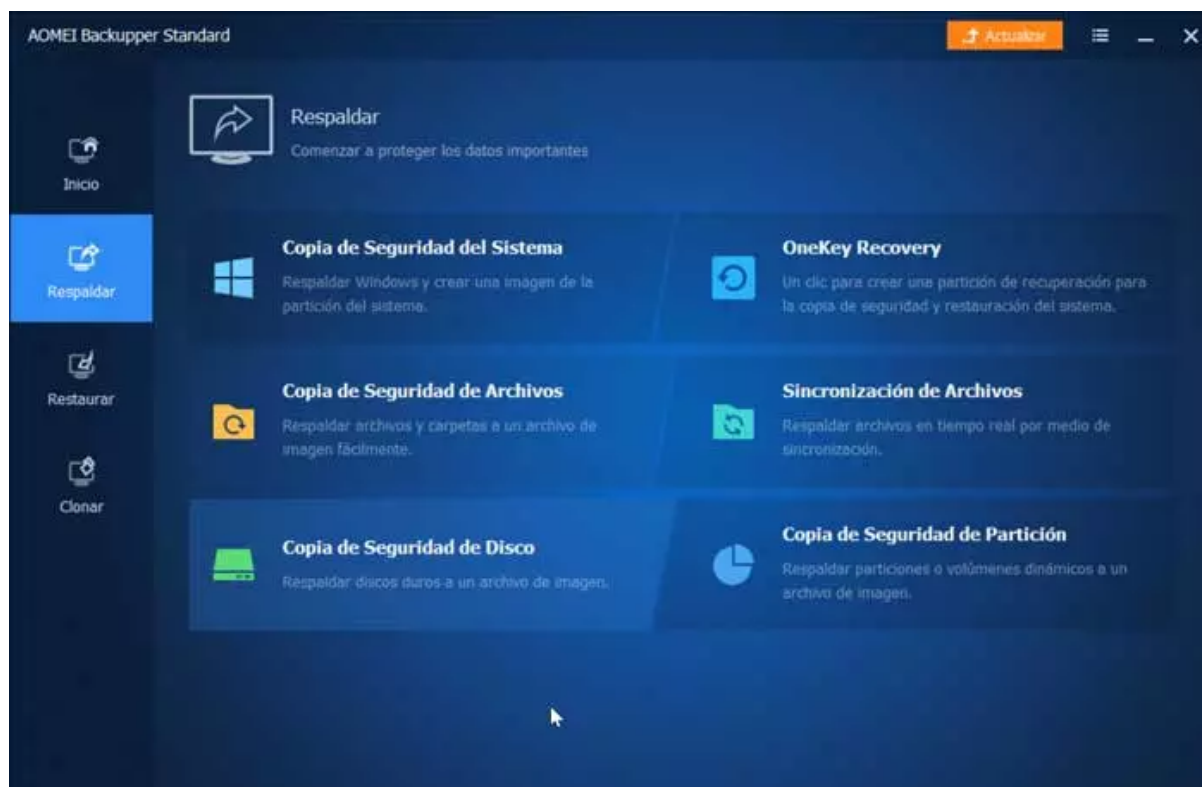 AOMEI Backupper Standard
Actualizar
Respaldar
Comenzar a proteger los datos importantes
Inicio
Respaldar
Restaurar
Clonar
Copia de Seguridad del Sistema
Respaldar Windows y crear una imagen de la
partición del sistema.
OneKey Recovery
Un clic para crear una partición de recuperación para
la copia de seguridad y restauración del sistema.
Copia de Seguridad de Archivos
Respaldar archivos y carpetas a un archivo de
imagen fácilmente.
Sincronización de Archivos
Respaldar archivos en tiempo real por medio de
sincronización.
Copia de Seguridad de Disco
Respaldar discos duros a un archivo de imagen.
Copia de Seguridad de Partición
Respaldar particiones o volúmenes dinámicos a un
archivo de imagen.